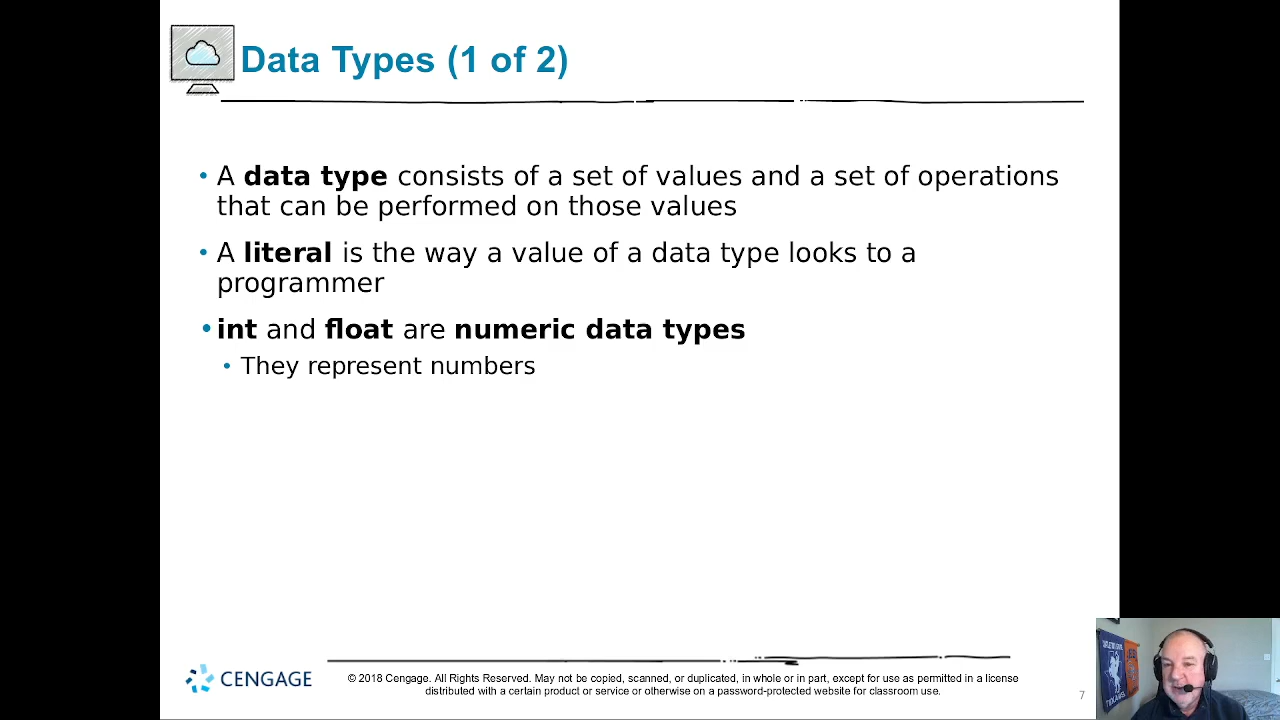 Data Types (1 of 2)
• A data type consists of a set of values and a set of operations
that can be performed on those values
• A literal is the way a value of a data type looks to a
programmer
• int and float are numeric data types
• They represent numbers
CENGAGE
© 2018 Cengage. All Rights Reserved. May not be copied, scanned, or duplicated, in whole or in part, except for use as permitted in a license
distributed with a certain product or service or otherwise on a password-protected website for classroom use.
7